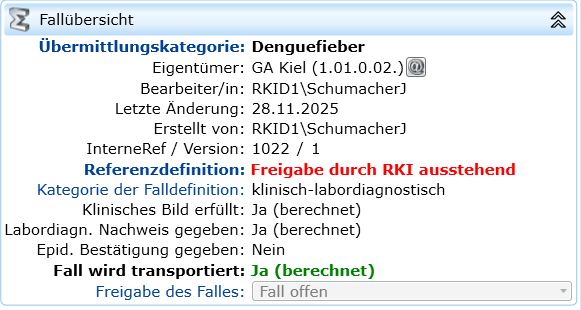 Fallübersicht
Übermittlungskategorie: Denguefieber
Eigentümer: GA Kiel (1.01.0.02.) @
Bearbeiter/in: RKID1\SchumacherJ
Letzte Änderung: 28.11.2025
Erstellt von: RKID1\SchumacherJ
InterneRef / Version: 1022 / 1
Referenzdefinition: Freigabe durch RKI ausstehend
Kategorie der Falldefinition: klinisch-labordiagnostisch
Klinisches Bild erfüllt: Ja (berechnet)
Labordiagn. Nachweis gegeben: Ja (berechnet)
Epid. Bestätigung gegeben: Nein
Fall wird transportiert: Ja (berechnet)
Freigabe des Falles: Fall offen